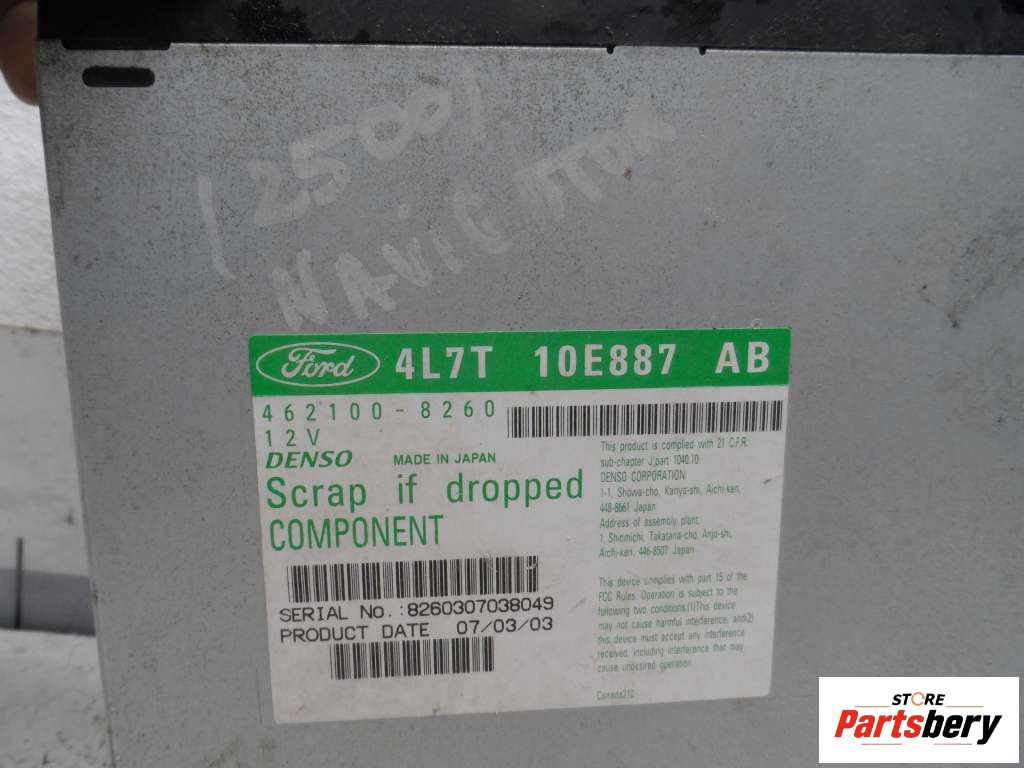 (2500)
NAVIGATOR
Ford 4L7T 10E887 AB
462100-8260
12V
DENSO MADE IN JAPAN
Scrap if dropped
COMPONENT
SERIAL No.:8260307038049
PRODUCT DATE 07/03/03
This product is complied with 21 C.F.R.
sub-chapter J,part 1040.10
DENSO CORPORATION
1-1, Showa-cho, Kariya-shi, Aichi-ken,
448-8661 Japan
Address of assembly plant:
1, Shinmichi, Takatana-cho, Anjo-shi,
Aichi-ken, 446-8507 Japan
This device complies with part 15 of the
FCC Rules. Operation is subject to the
following two conditions:(1)This device
may not cause harmful interference, and(2)
this device must accept any interference
received, including interference that may
cause undesired operation.
Canada210
STORE
Partsbery